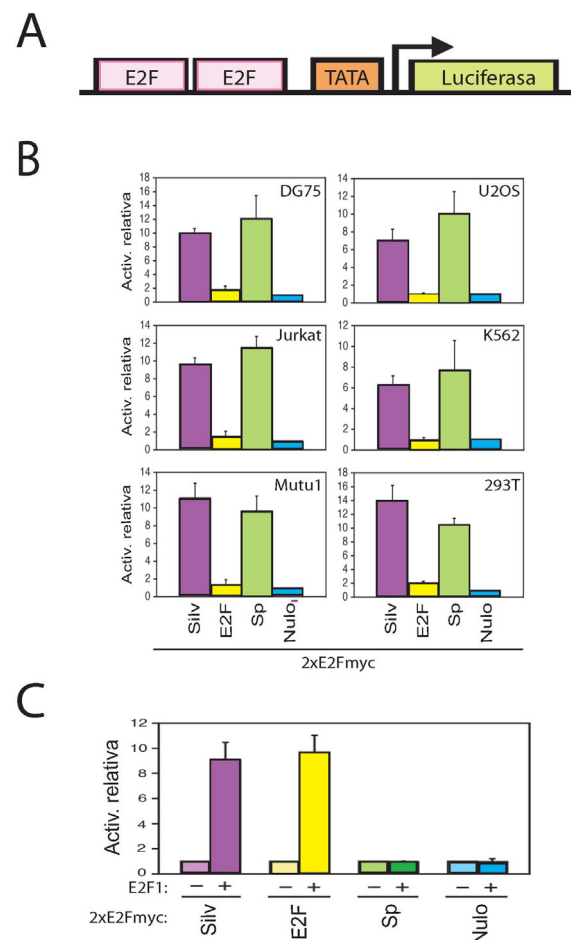 A
E2F E2F TATA Luciferasa
B
18 16 14 12 10 8 6 4 2 0
Activ. relativa
DG75
14 12 10 8 6 4 2 0
U2OS
14 12 10 8 6 4 2 0
Activ. relativa
Jurkat
12 10 8 6 4 2 0
K562
14 12 10 8 6 4 2 0
Activ. relativa
Mutu1
18 16 14 12 10 8 6 4 2 0
293T
Silv E2F Sp Nulo Silv E2F Sp Nulo
2xE2Fmyc
C
12 10 8 6 4 2 0
Activ. relativa
E2F1: – + – + – + – +
2xE2Fmyc: Silv E2F Sp Nulo